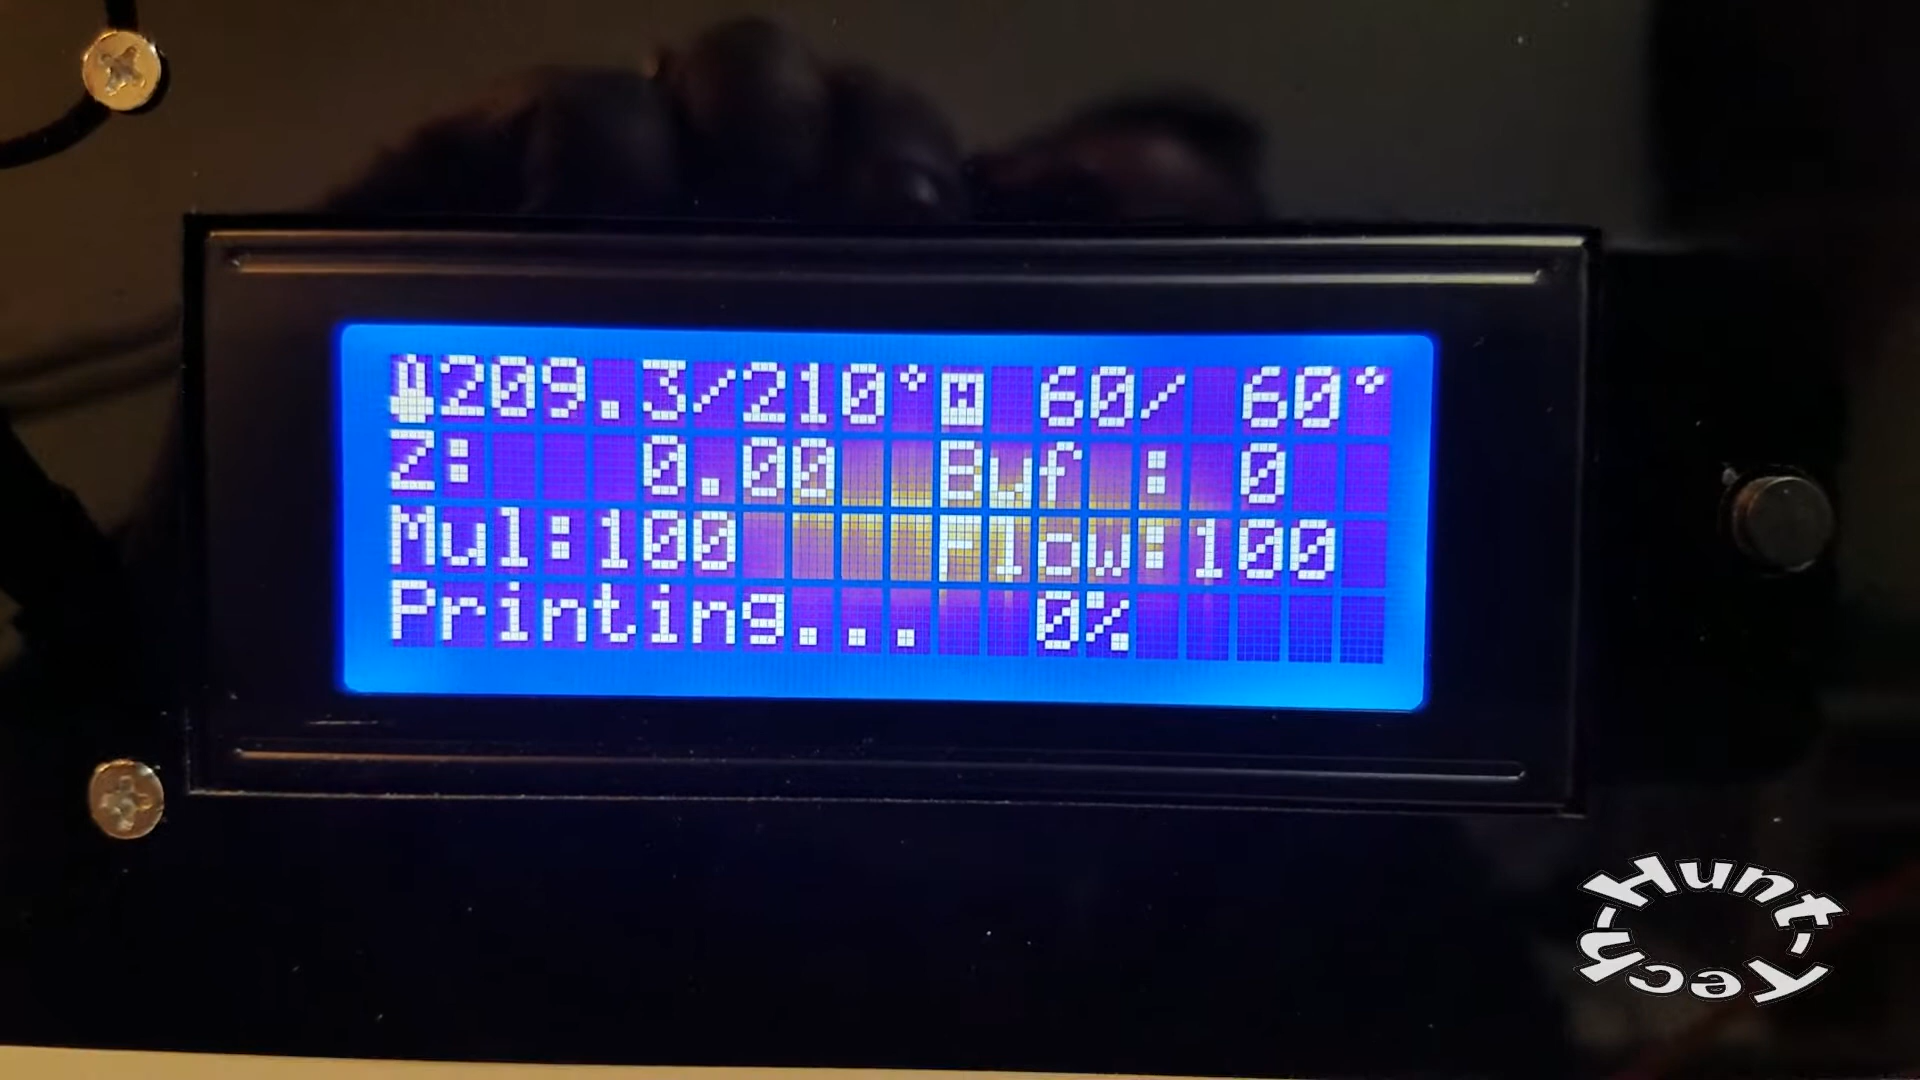 209.3/210° 60/ 60°
Z: 0.00 Buf : 0
Mul:100 Flow:100
Printing... 0%
-Hunt-
Tech